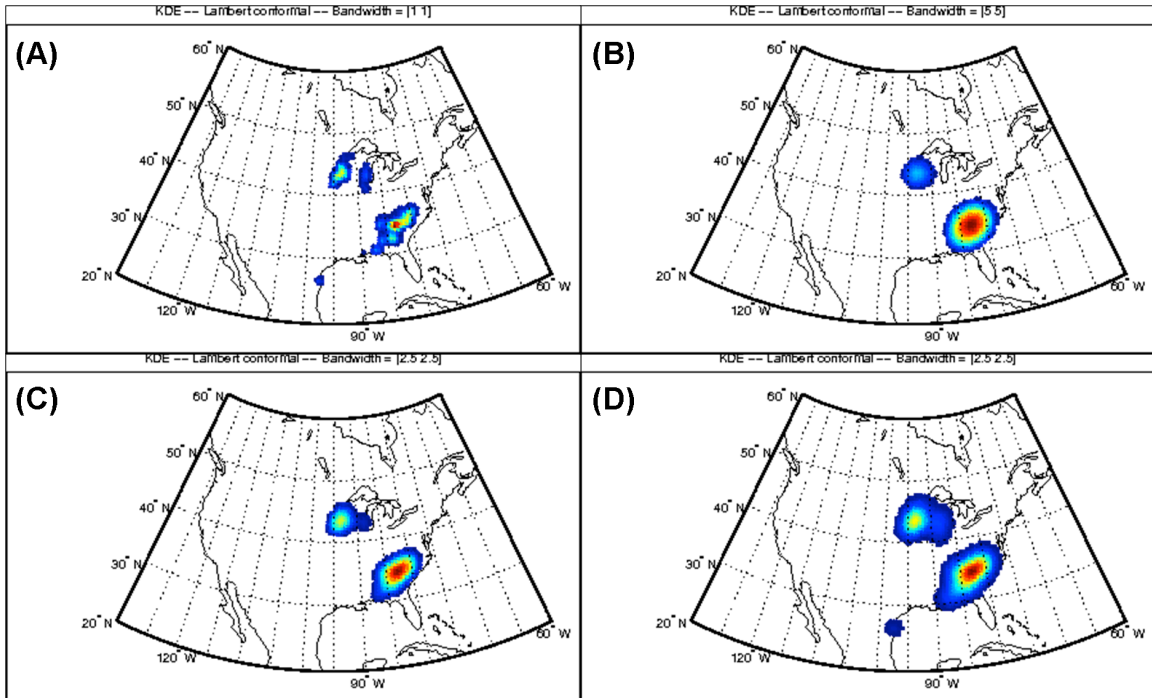 KDE -- Lambert conformal -- Bandwidth = [1 1]
(A)
60° N
50° N
40° N
30° N
20° N
120° W
90° W
60° W
KDE -- Lambert conformal -- Bandwidth = [5 5]
(B)
60° N
50° N
40° N
30° N
20° N
120° W
90° W
60° W
KDE -- Lambert conformal -- Bandwidth = [2.5 2.5]
(C)
60° N
50° N
40° N
30° N
20° N
120° W
90° W
60° W
KDE -- Lambert conformal -- Bandwidth = [2.5 2.5]
(D)
60° N
50° N
40° N
30° N
20° N
120° W
90° W
60° W